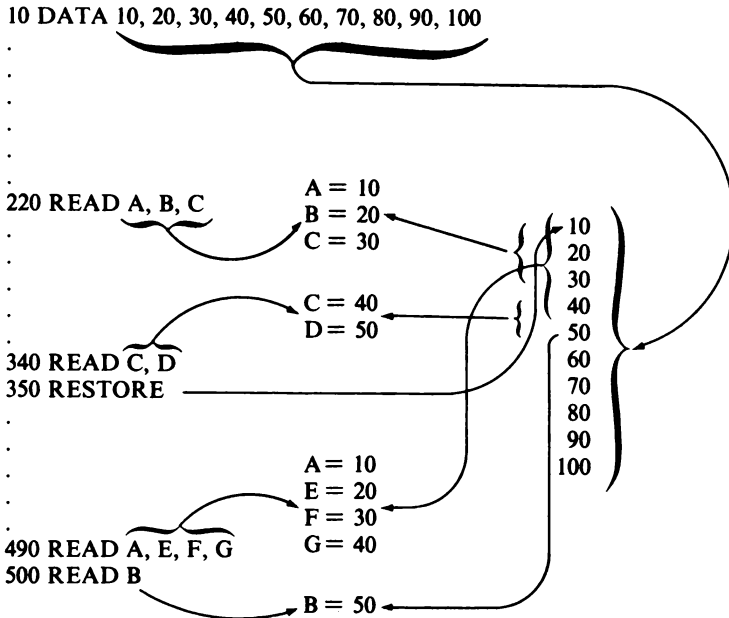 10 DATA 10, 20, 30, 40, 50, 60, 70, 80, 90, 100
220 READ A, B, C
A = 10
B = 20
C = 30
C = 40
D = 50
340 READ C, D
350 RESTORE
10
20
30
40
50
60
70
80
90
100
A = 10
E = 20
F = 30
G = 40
490 READ A, E, F, G
500 READ B
B = 50